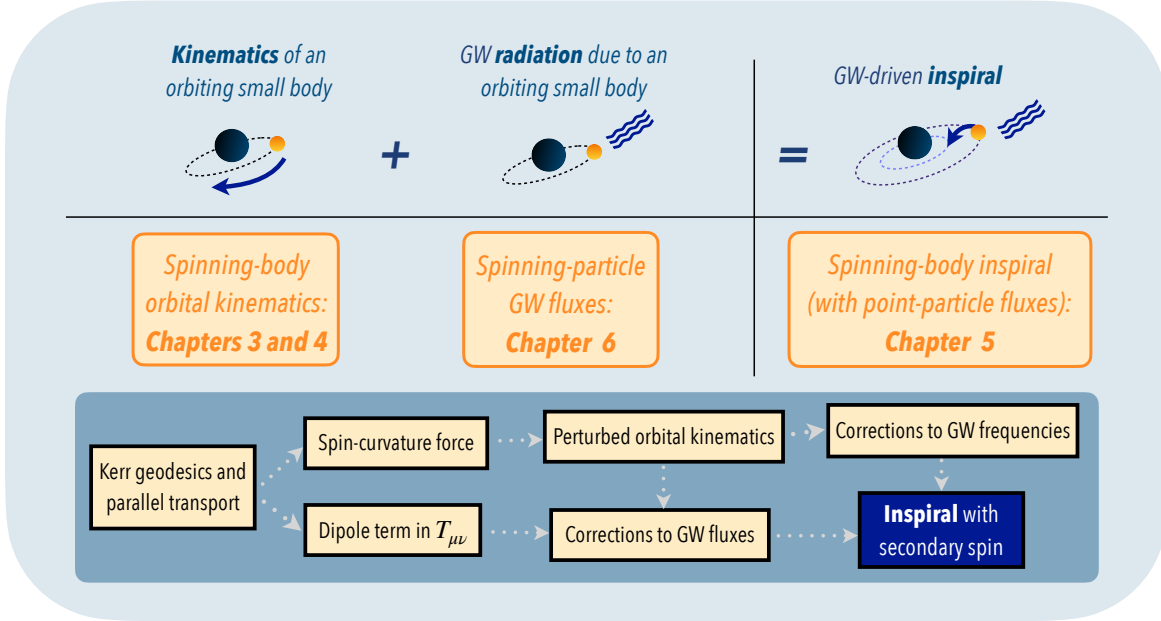 Kinematics of an
orbiting small body
GW radiation due to an
orbiting small body
GW-driven inspiral
+
=
Spinning-body
orbital kinematics:
Chapters 3 and 4
Spinning-particle
GW fluxes:
Chapter 6
Spinning-body inspiral
(with point-particle fluxes):
Chapter 5
Kerr geodesics and
parallel transport
Spin-curvature force
Dipole term in Tμν
Perturbed orbital kinematics
Corrections to GW fluxes
Corrections to GW frequencies
Inspiral with
secondary spin